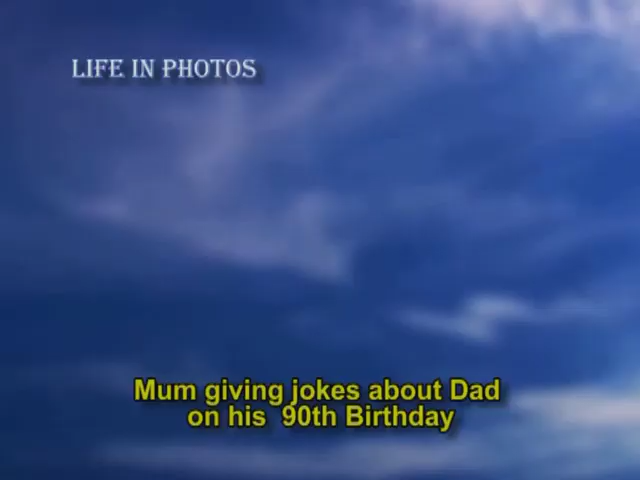 LIFE IN PHOTOS
Mum giving jokes about Dad
on his  90th Birthday